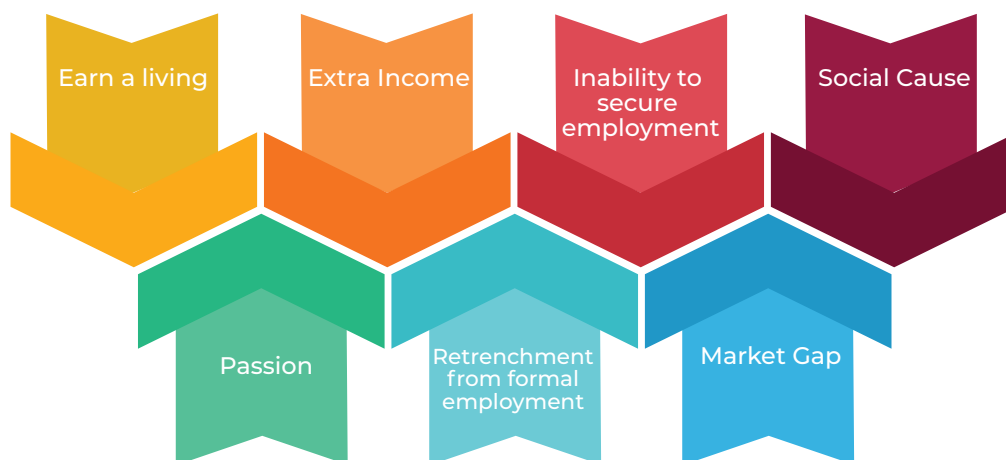 Earn a living
Extra Income
Inability to
secure
employment
Social Cause
Passion
Retrenchment
from formal
employment
Market Gap